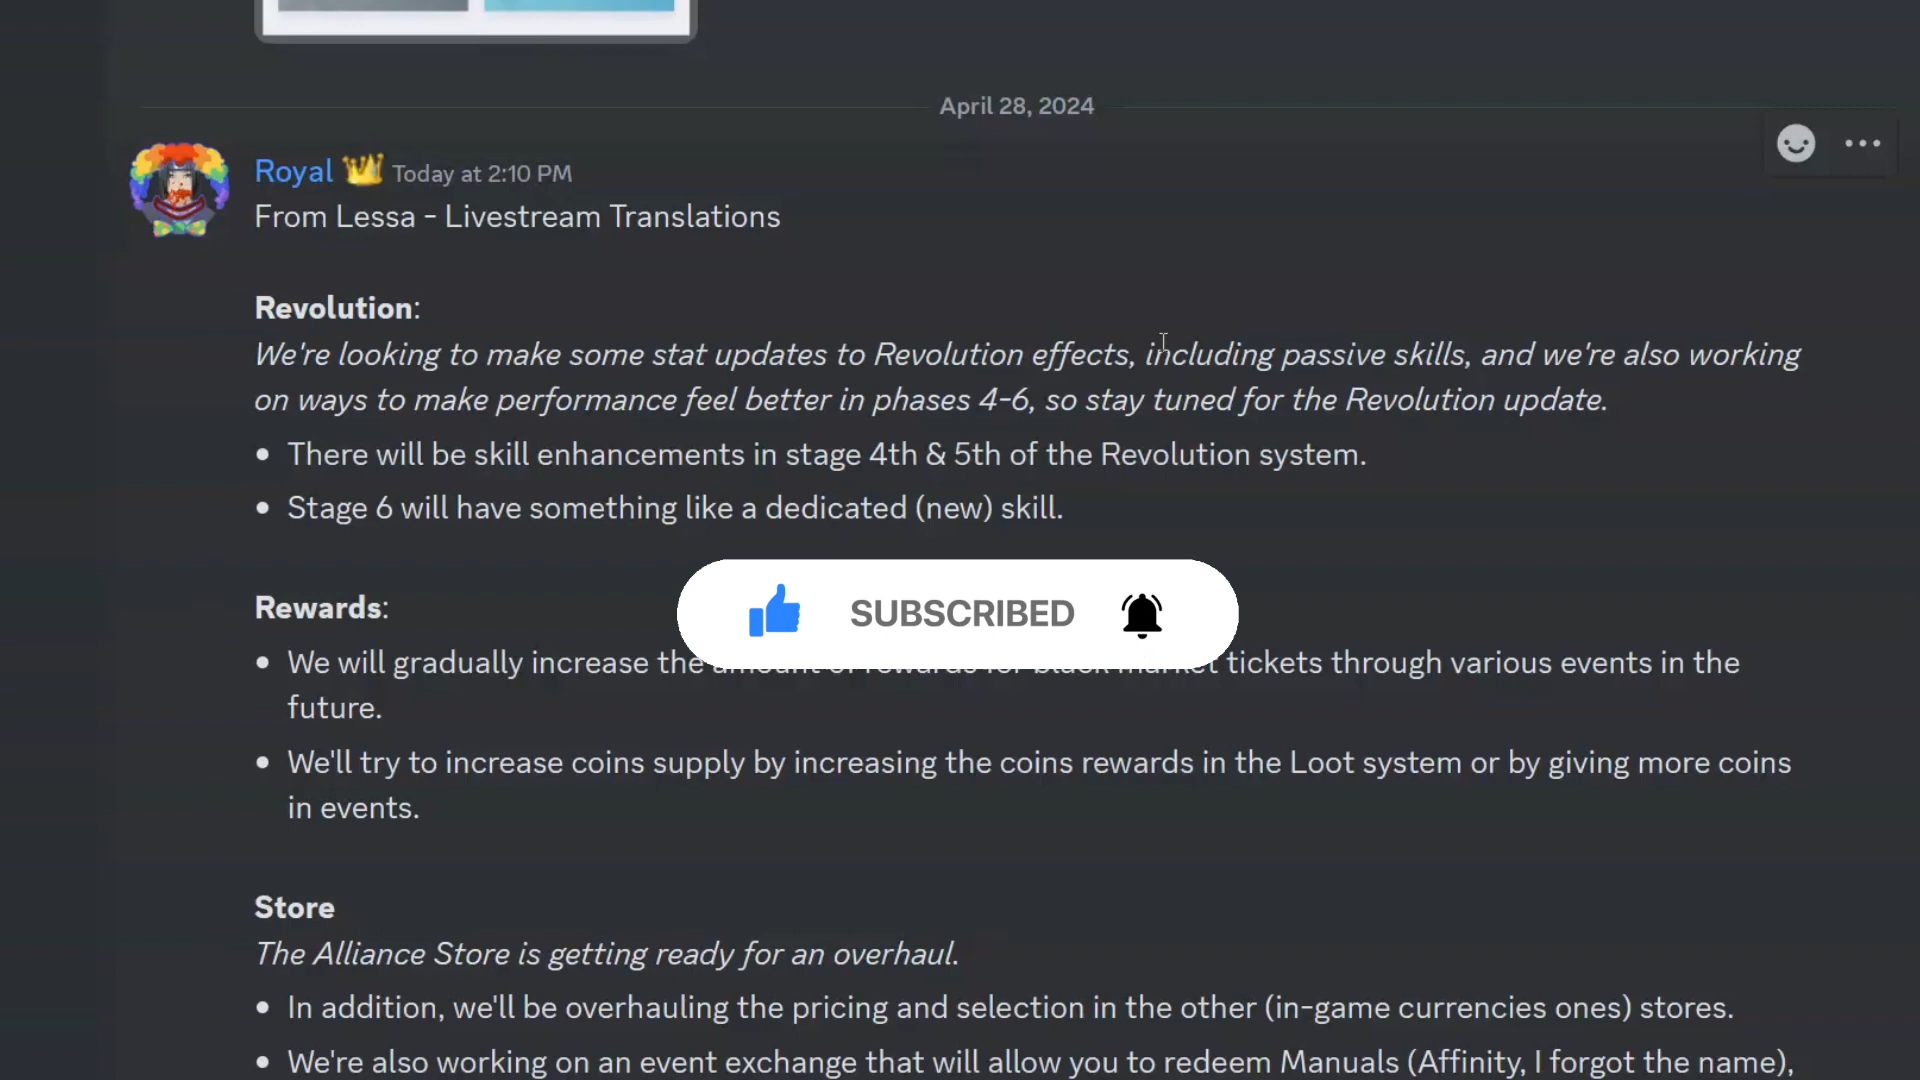 April 28, 2024
Royal Today at 2:10 PM
From Lessa - Livestream Translations
Revolution:
We're looking to make some stat updates to Revolution effects, including passive skills, and we're also working
on ways to make performance feel better in phases 4-6, so stay tuned for the Revolution update.
• There will be skill enhancements in stage 4th & 5th of the Revolution system.
• Stage 6 will have something like a dedicated (new) skill.
SUBSCRIBED
Rewards:
• We will gradually increase the amount of rewards for black market tickets through various events in the
future.
• We'll try to increase coins supply by increasing the coins rewards in the Loot system or by giving more coins
in events.
Store
The Alliance Store is getting ready for an overhaul.
• In addition, we'll be overhauling the pricing and selection in the other (in-game currencies ones) stores.
• We're also working on an event exchange that will allow you to redeem Manuals (Affinity, I forgot the name),